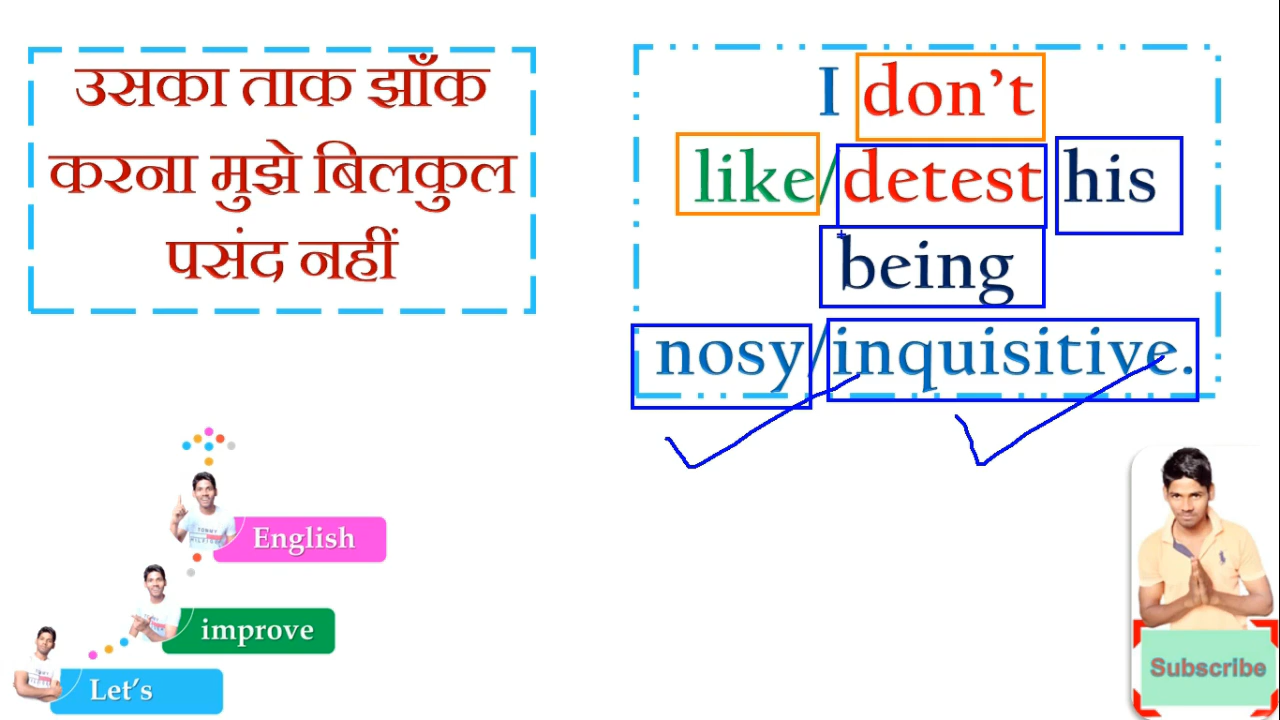 उसका ताक झाँक
करना मुझे बिलकुल
पसंद नहीं
I don't
like/detest his
being
nosy/inquisitive.
English
improve
Let's
Subscribe